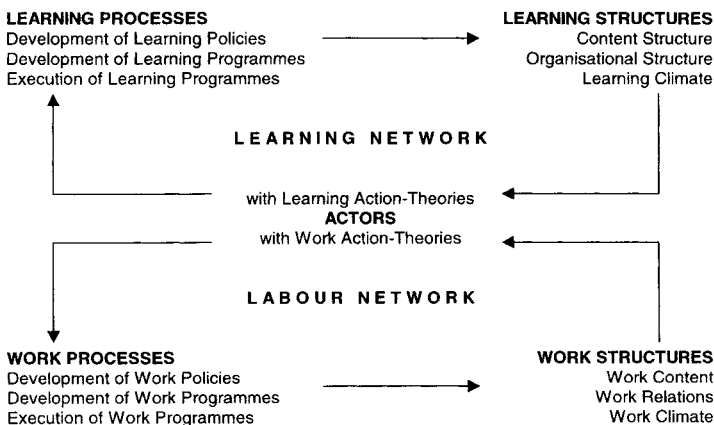 LEARNING PROCESSES
Development of Learning Policies
Development of Learning Programmes
Execution of Learning Programmes
LEARNING STRUCTURES
Content Structure
Organisational Structure
Learning Climate
LEARNING NETWORK
with Learning Action-Theories
ACTORS
with Work Action-Theories
LABOUR NETWORK
WORK PROCESSES
Development of Work Policies
Development of Work Programmes
Execution of Work Programmes
WORK STRUCTURES
Work Content
Work Relations
Work Climate